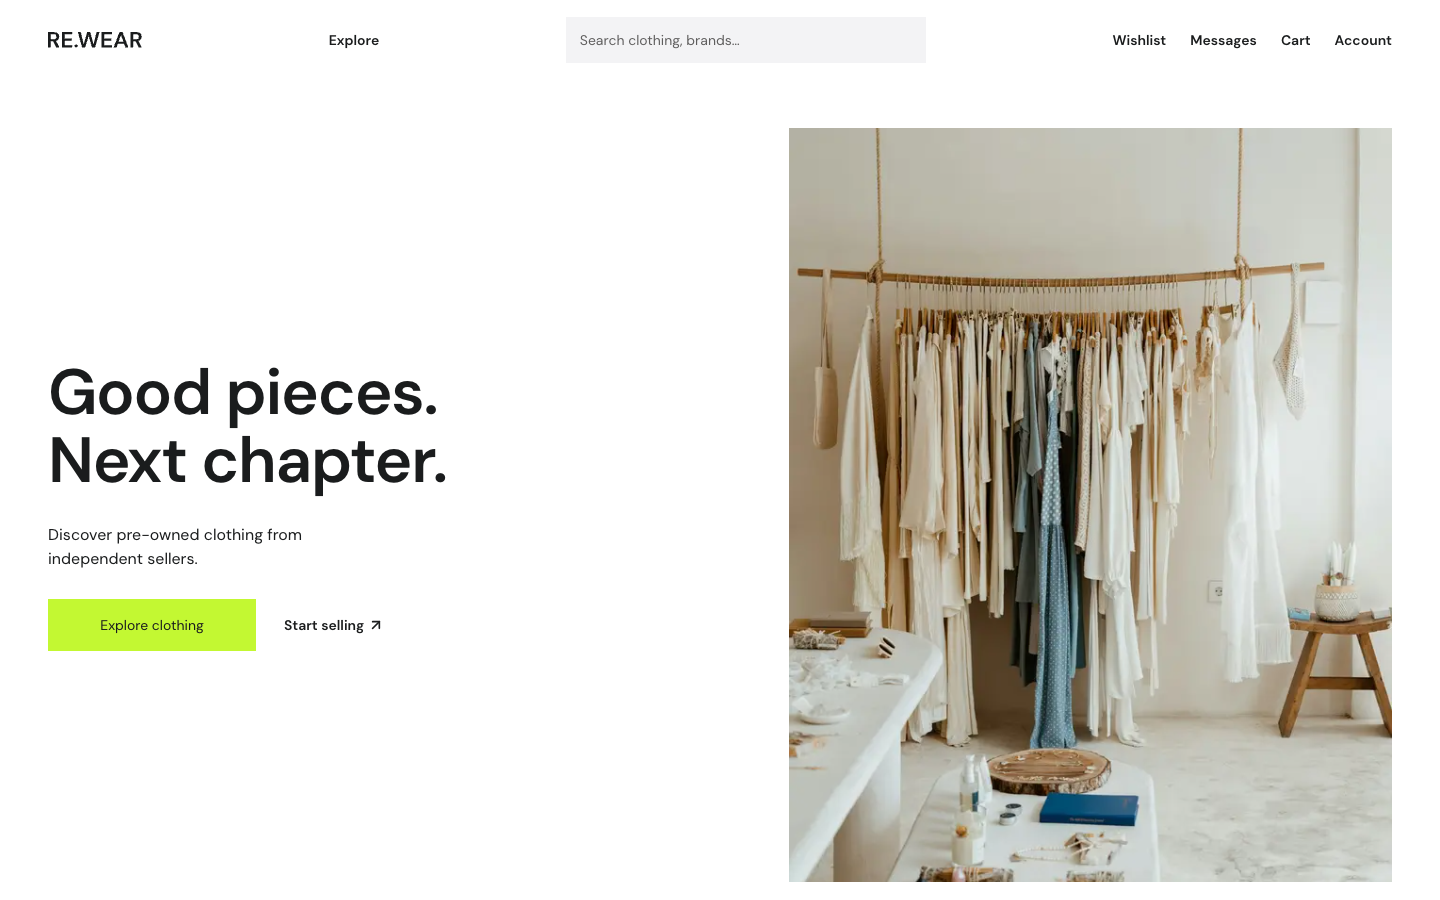 RE.WEAR
Explore
Search clothing, brands…
Wishlist
Messages
Cart
Account
Good pieces.
Next chapter.
Discover pre-owned clothing from
independent sellers.
Explore clothing
Start selling